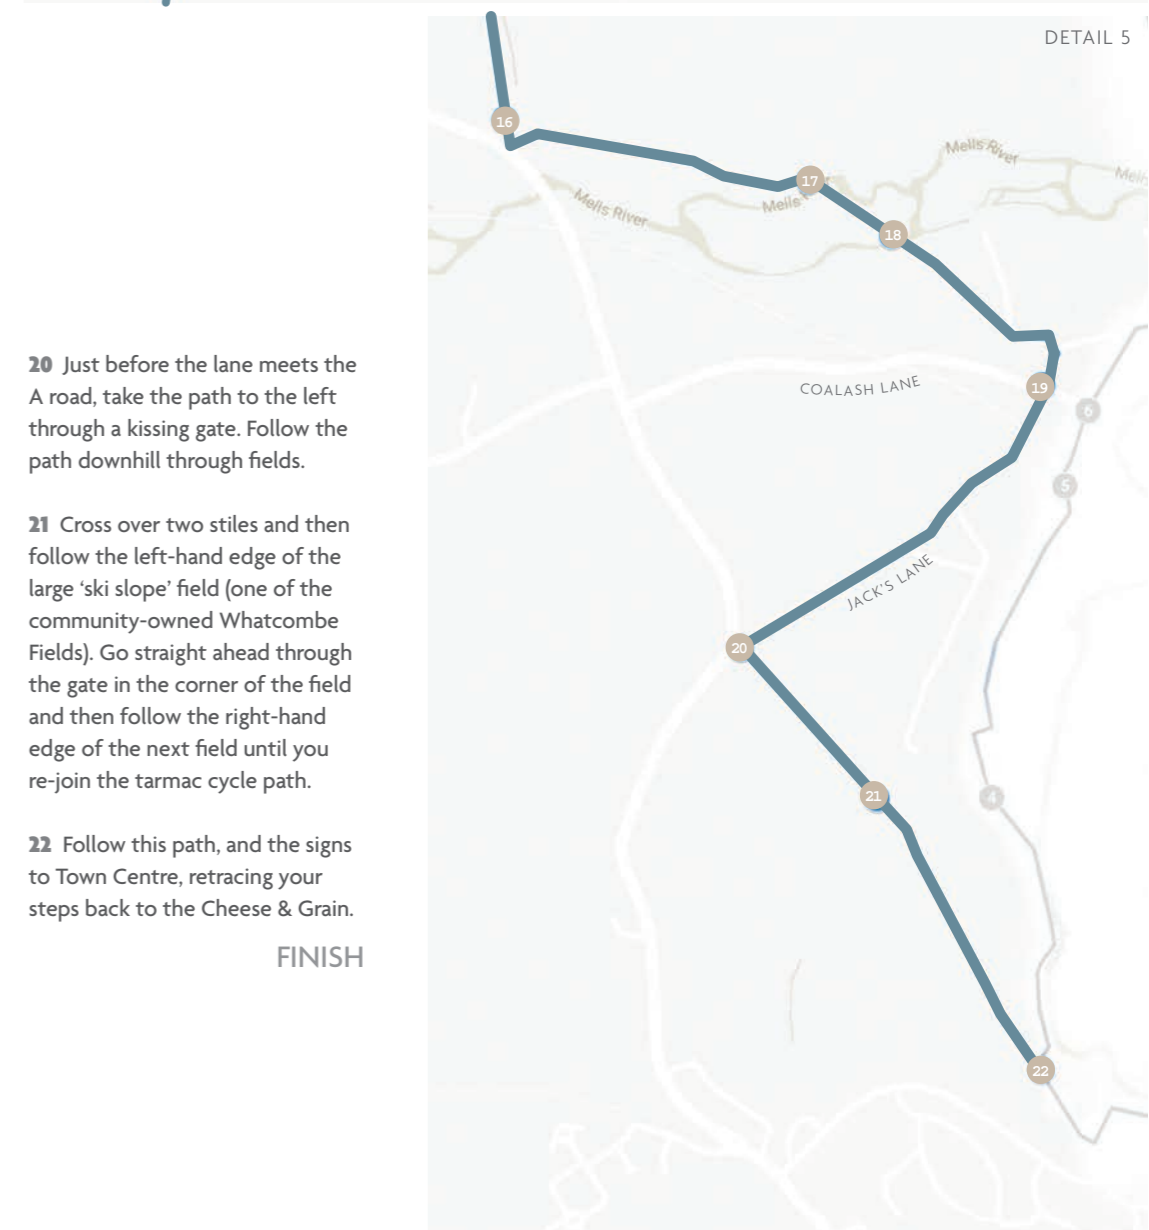 DETAIL 5
16
Mells River
17
Mells
Mells River
18
20 Just before the lane meets the
A road, take the path to the left
through a kissing gate. Follow the
path downhill through fields.
COALASH LANE
19
6
5
21 Cross over two stiles and then
follow the left-hand edge of the
large ‘ski slope’ field (one of the
community-owned Whatcombe
Fields). Go straight ahead through
the gate in the corner of the field
and then follow the right-hand
edge of the next field until you
re-join the tarmac cycle path.
JACK’S LANE
20
21
4
22 Follow this path, and the signs
to Town Centre, retracing your
steps back to the Cheese & Grain.
FINISH
22